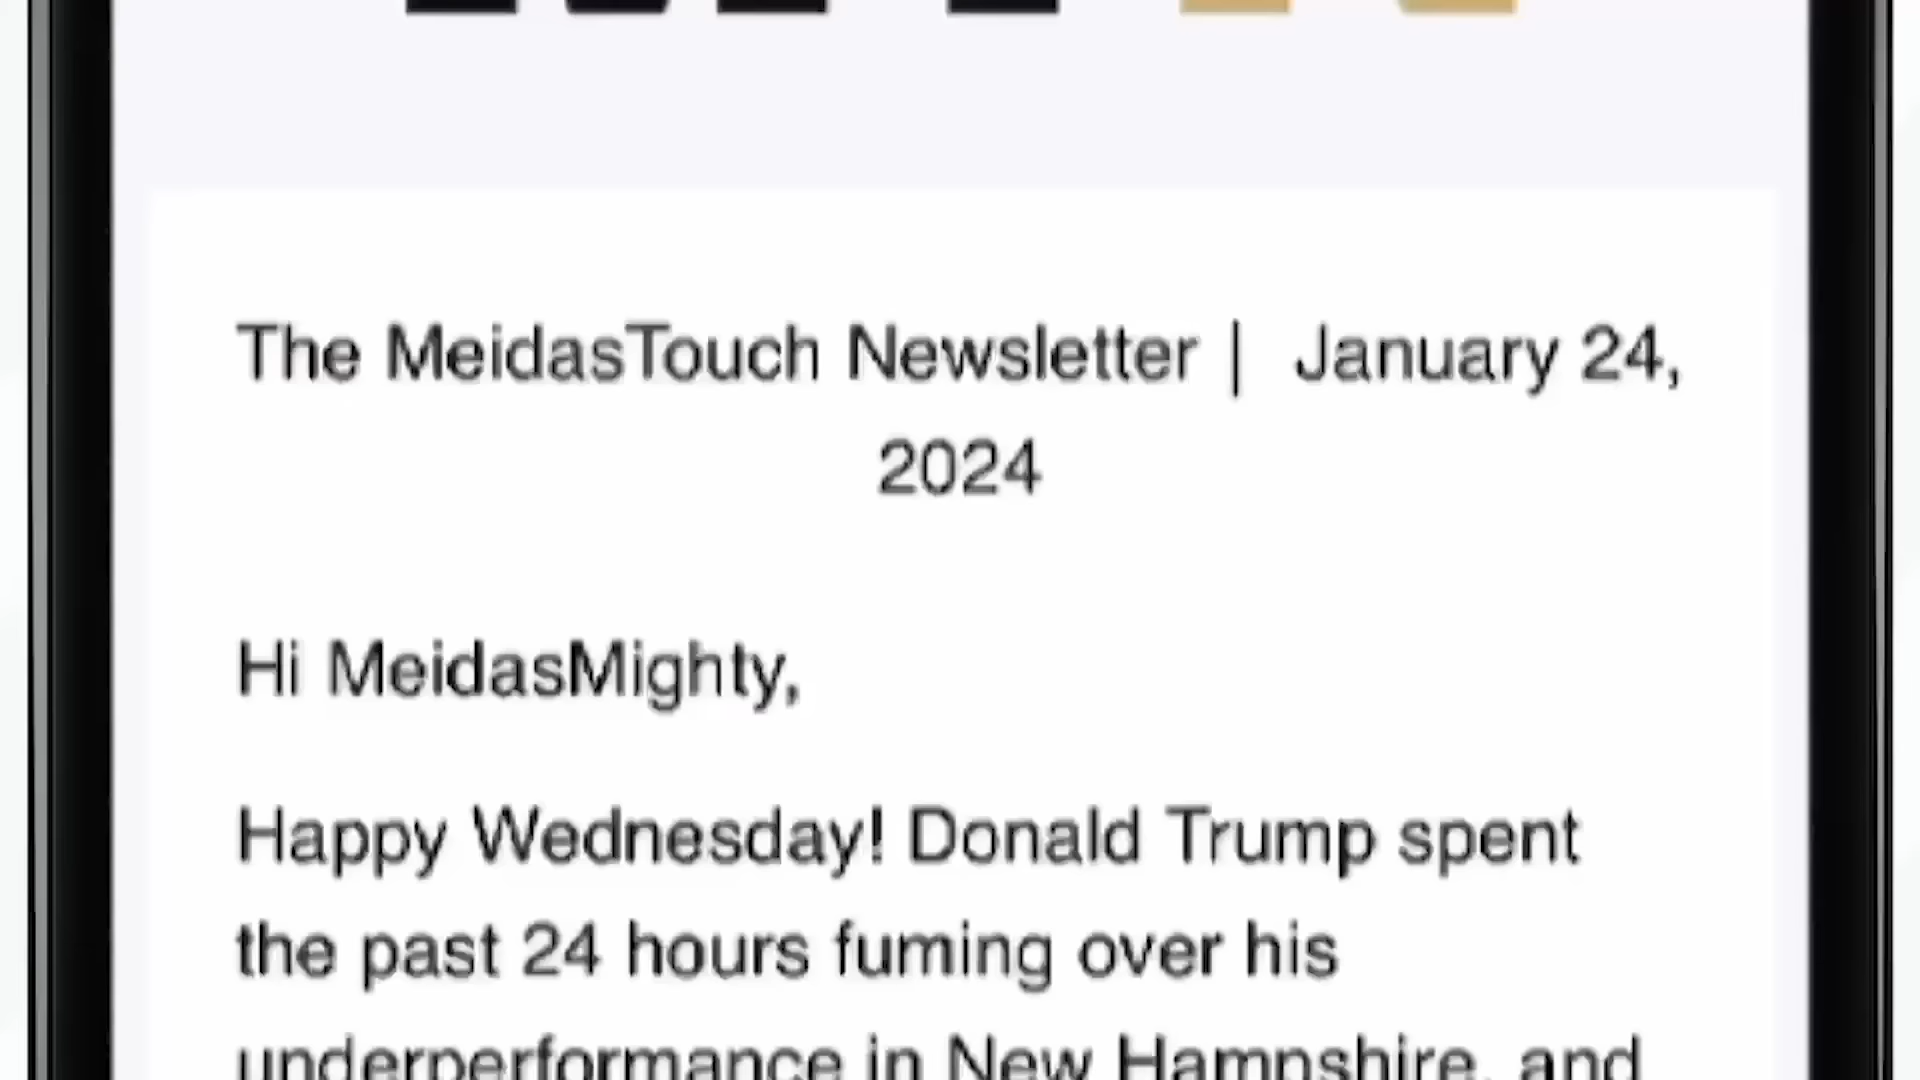 The MeidasTouch Newsletter | January 24,
2024
Hi MeidasMighty,
Happy Wednesday! Donald Trump spent
the past 24 hours fuming over his
underperformance in New Hampshire, and